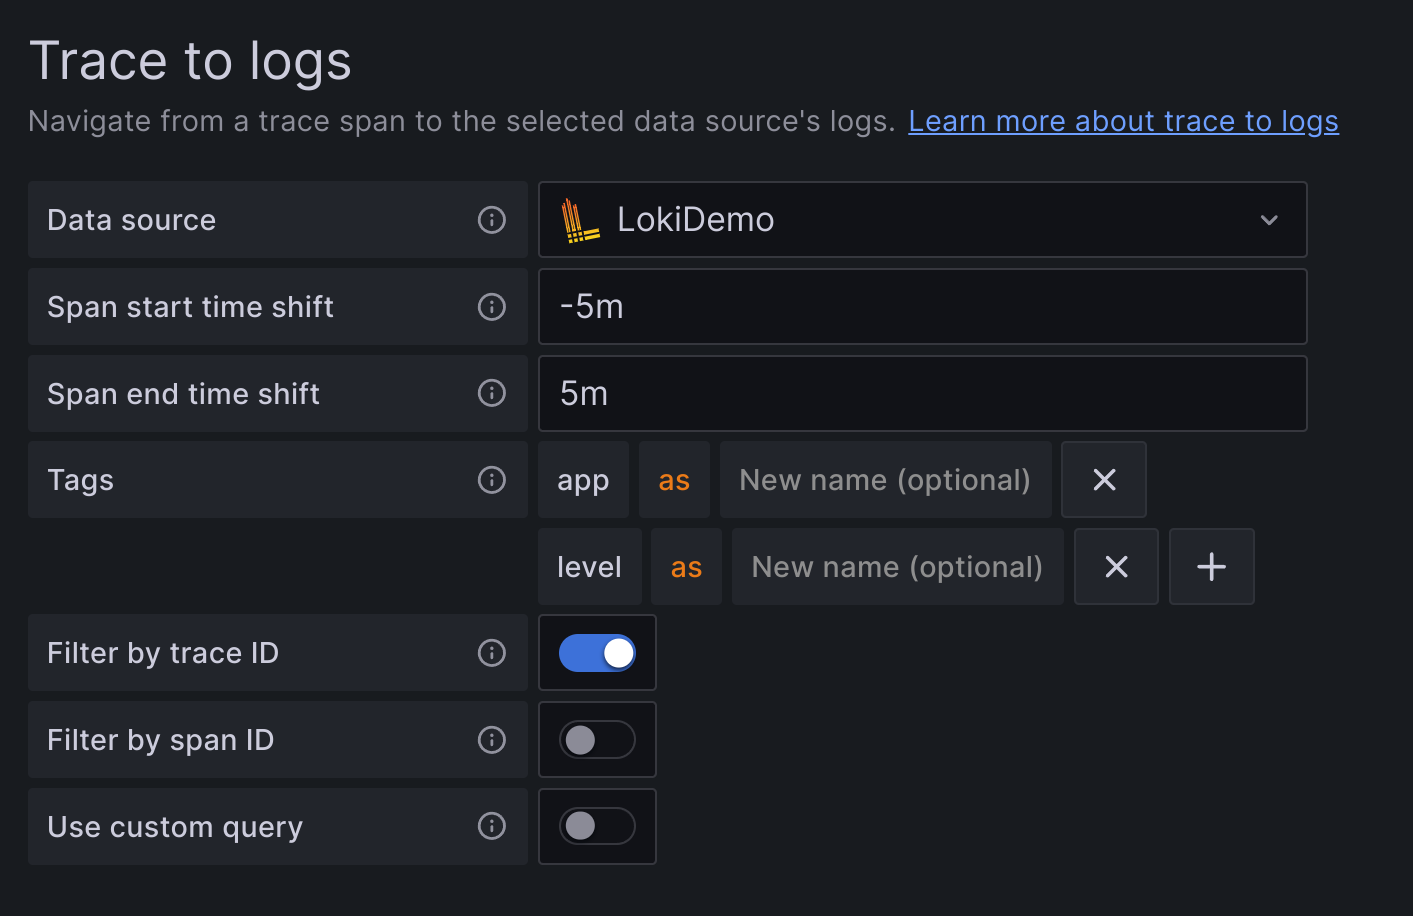 Trace to logs
Navigate from a trace span to the selected data source's logs. Learn more about trace to logs
Data source LokiDemo
Span start time shift -5m
Span end time shift 5m
Tags app as New name (optional)
level as New name (optional)
Filter by trace ID
Filter by span ID
Use custom query